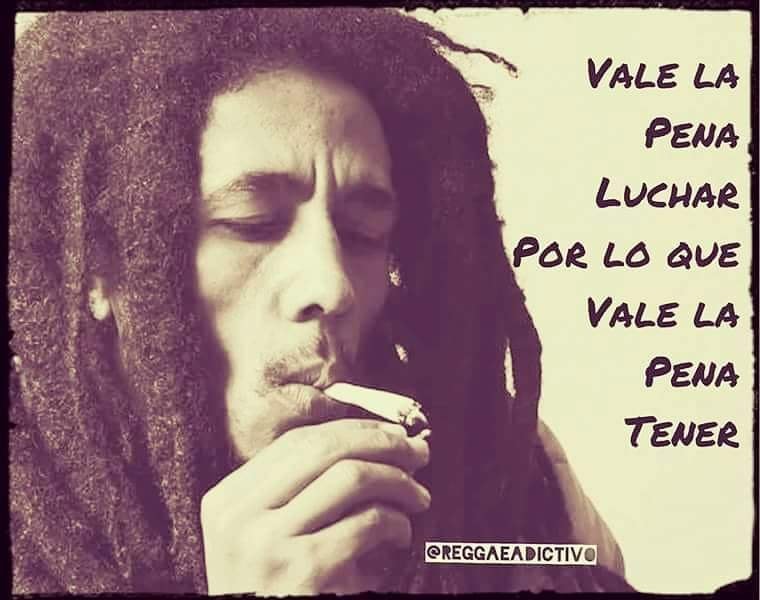 Vale la
Pena
Luchar
Por lo que
Vale la
Pena
Tener
@REGGAEADICTIVO